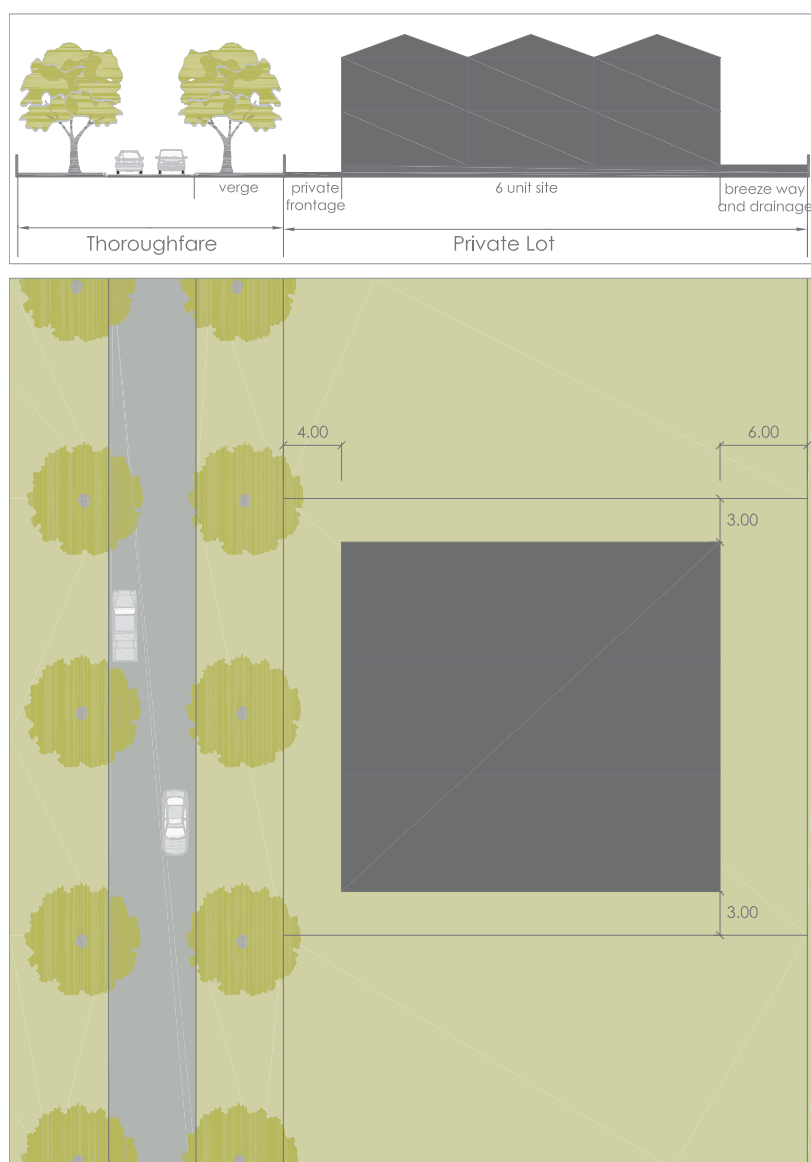 verge
private
frontage
6 unit site
breeze way
and drainage
Thoroughfare
Private Lot
4.00
6.00
3.00
3.00